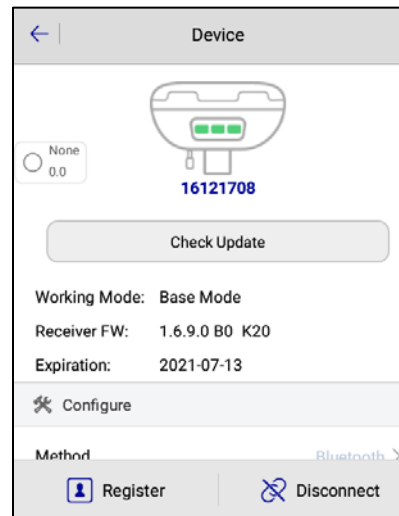 Device
None
0.0
16121708
Check Update
Working Mode: Base Mode
Receiver FW: 1.6.9.0 B0 K20
Expiration: 2021-07-13
Configure
Method Bluetooth
Register Disconnect